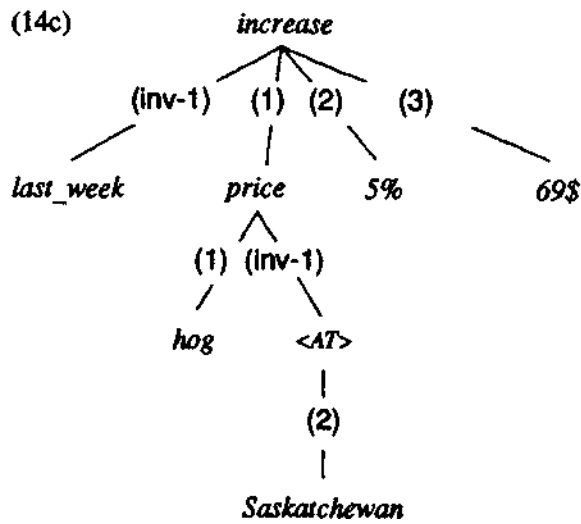 (14c) increase
(inv-1) (1) (2) (3)
last_week price 5% 69$
(1) (inv-1)
hog <AT>
(2)
Saskatchewan